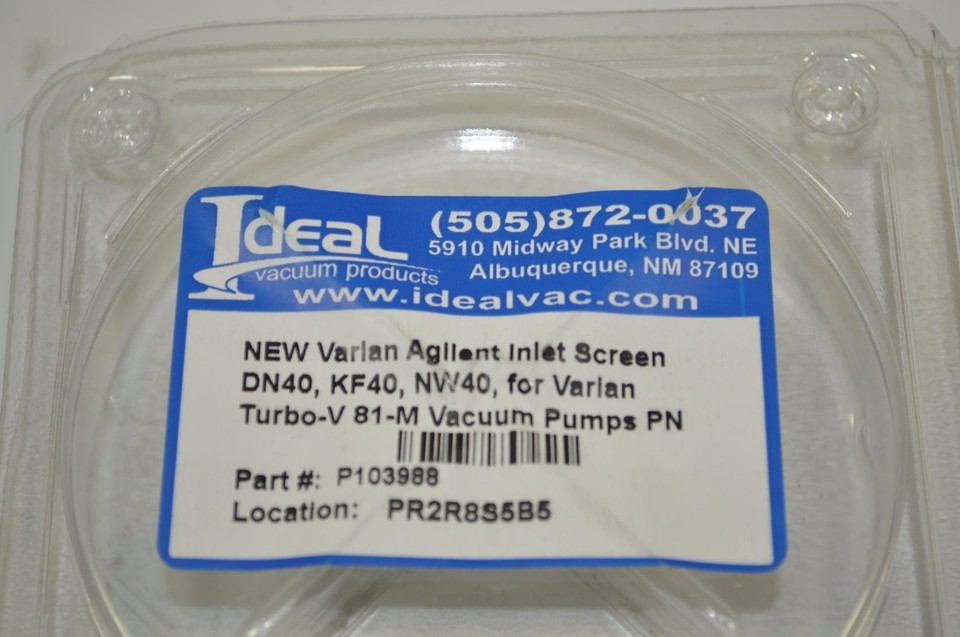 Ideal
vacuum products
(505)872-0037
5910 Midway Park Blvd. NE
Albuquerque, NM 87109
www.idealvac.com
NEW Varian Agilent Inlet Screen
DN40, KF40, NW40, for Varian
Turbo-V 81-M Vacuum Pumps PN
Part #: P103988
Location: PR2R8S5B5